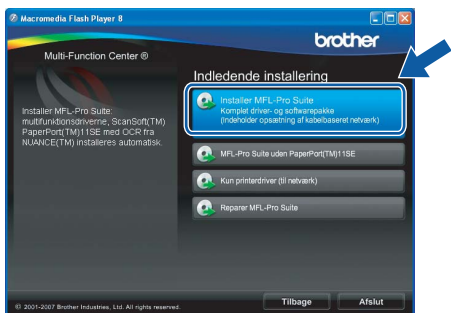 Macromedia Flash Player 8
brother
Multi-Function Center ®
Indledende installering
Installer MFL-Pro Suite
Komplet driver- og softwarepakke
(Indeholder opsætning af kabelbaseret netværk)
Installer MFL-Pro Suite:
multifunktionsdriverne, ScanSoft(TM)
PaperPort(TM)11SE med OCR fra
NUANCE(TM) installeres automatisk.
MFL-Pro Suite uden PaperPort(TM)11SE
Kun printerdriver (til netværk)
Reparer MFL-Pro Suite
© 2001-2007 Brother Industries, Ltd. All rights reserved.
Tilbage
Afslut